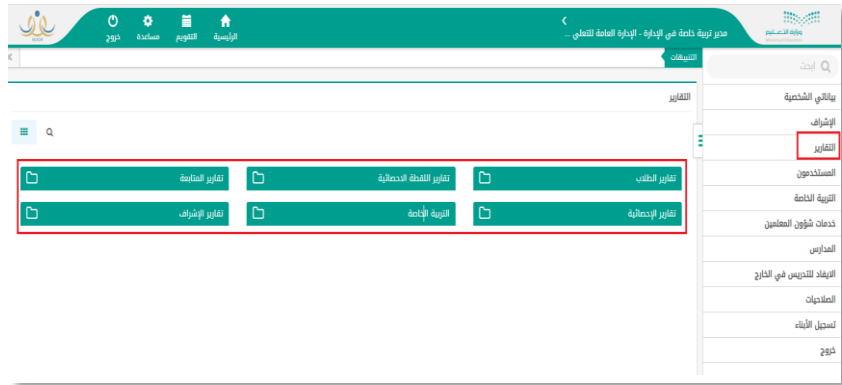 وزارة التعليم
مدير تربية خاصة في الإدارة - الإدارة العامة للتعلي ...
الرئيسية
التقويم
مساعدة
خروج
التنبيهات
ابحث
بياناتي الشخصية
الإشراف
التقارير
المستخدمون
التربية الخاصة
خدمات شؤون المعلمين
المدارس
الايفاد للتدريس في الخارج
الصلاحيات
تسجيل الأبناء
خروج
التقارير
تقارير الطلاب
تقارير اللقطة الاحصائية
تقارير المتابعة
تقارير الإحصائية
التربية الخاصة
تقارير الإشراف